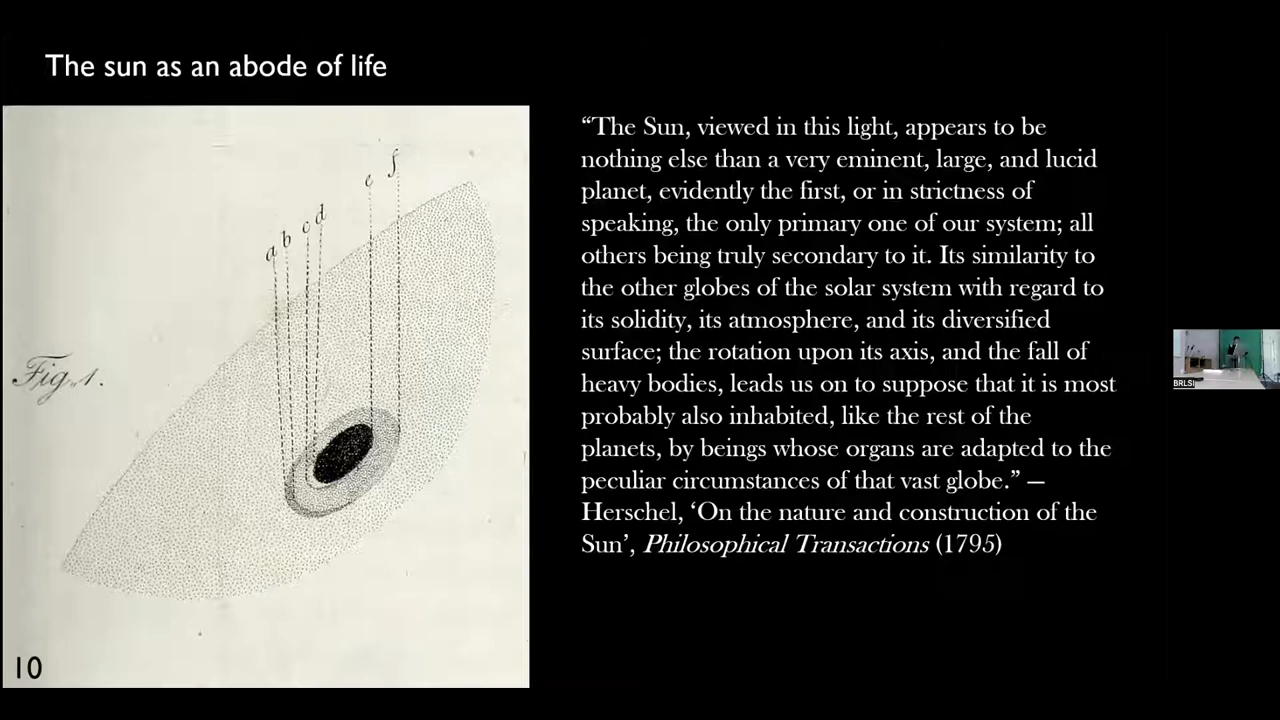 The sun as an abode of life
a b c d e f
Fig. 1.
10
“The Sun, viewed in this light, appears to be
nothing else than a very eminent, large, and lucid
planet, evidently the first, or in strictness of
speaking, the only primary one of our system; all
others being truly secondary to it. Its similarity to
the other globes of the solar system with regard to
its solidity, its atmosphere, and its diversified
surface; the rotation upon its axis, and the fall of
heavy bodies, leads us on to suppose that it is most
probably also inhabited, like the rest of the
planets, by beings whose organs are adapted to the
peculiar circumstances of that vast globe.” —
Herschel, ‘On the nature and construction of the
Sun’, Philosophical Transactions (1795)
BRLSI